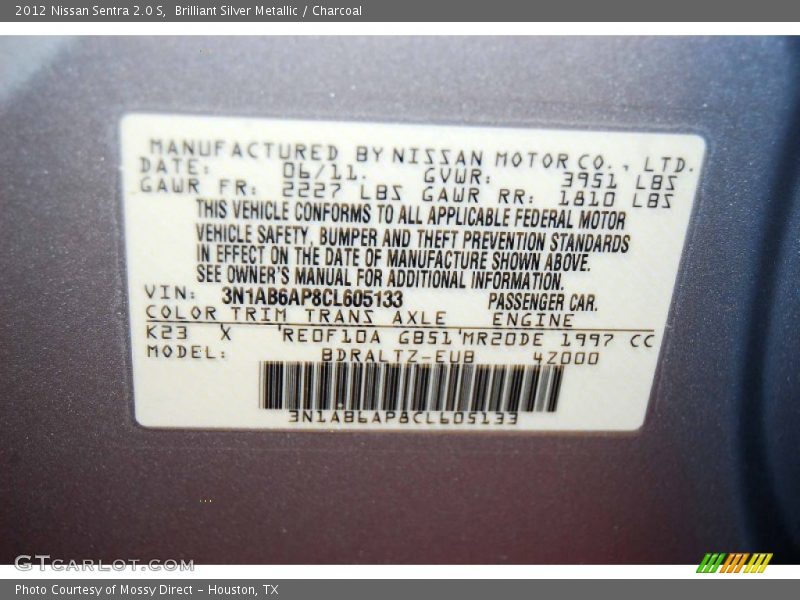 2012 Nissan Sentra 2.0 S, Brilliant Silver Metallic / Charcoal
MANUFACTURED BY NISSAN MOTOR CO., LTD.
DATE: 06/11. GVWR: 3951 LBS
GAWR FR: 2227 LBS GAWR RR: 1810 LBS
THIS VEHICLE CONFORMS TO ALL APPLICABLE FEDERAL MOTOR
VEHICLE SAFETY, BUMPER AND THEFT PREVENTION STANDARDS
IN EFFECT ON THE DATE OF MANUFACTURE SHOWN ABOVE.
SEE OWNER'S MANUAL FOR ADDITIONAL INFORMATION.
VIN: 3N1AB6AP8CL605133 PASSENGER CAR.
COLOR TRIM TRANS AXLE ENGINE
K23 X 'RE0F10A GB51'MR20DE 1997 CC
MODEL: BDRALTZ-EUB 4Z000
3N1AB6AP8CL605133
GTCARLOT.COM
Photo Courtesy of Mossy Direct - Houston, TX